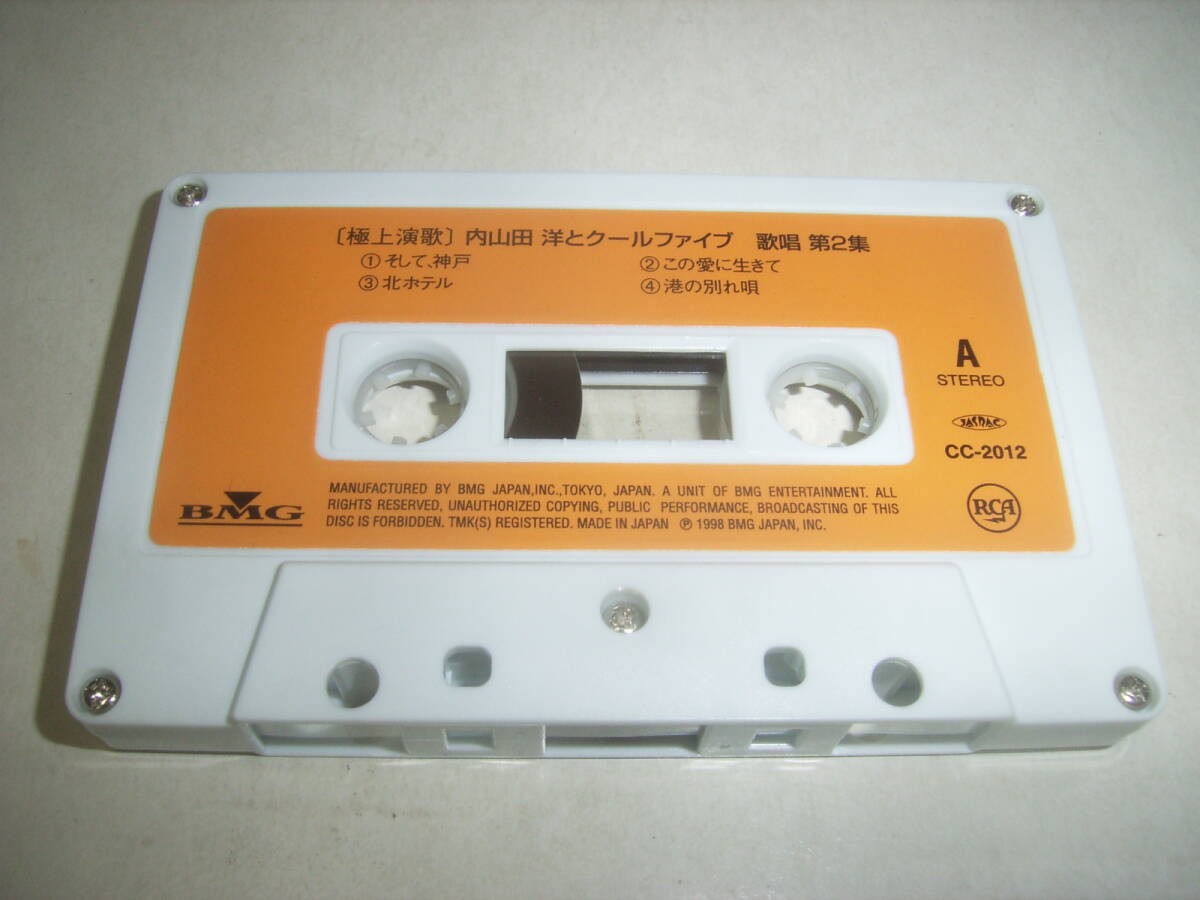 〔極上演歌〕内山田 洋とクールファイブ 歌唱 第2集
①そして、神戸 ②この愛に生きて
③北ホテル ④港の別れ唄
A
STEREO
JASRAC
CC-2012
BMG
MANUFACTURED BY BMG JAPAN,INC.,TOKYO, JAPAN. A UNIT OF BMG ENTERTAINMENT. ALL
RIGHTS RESERVED, UNAUTHORIZED COPYING, PUBLIC PERFORMANCE, BROADCASTING OF THIS
DISC IS FORBIDDEN. TMK(S) REGISTERED. MADE IN JAPAN Ⓟ 1998 BMG JAPAN, INC.
RCA